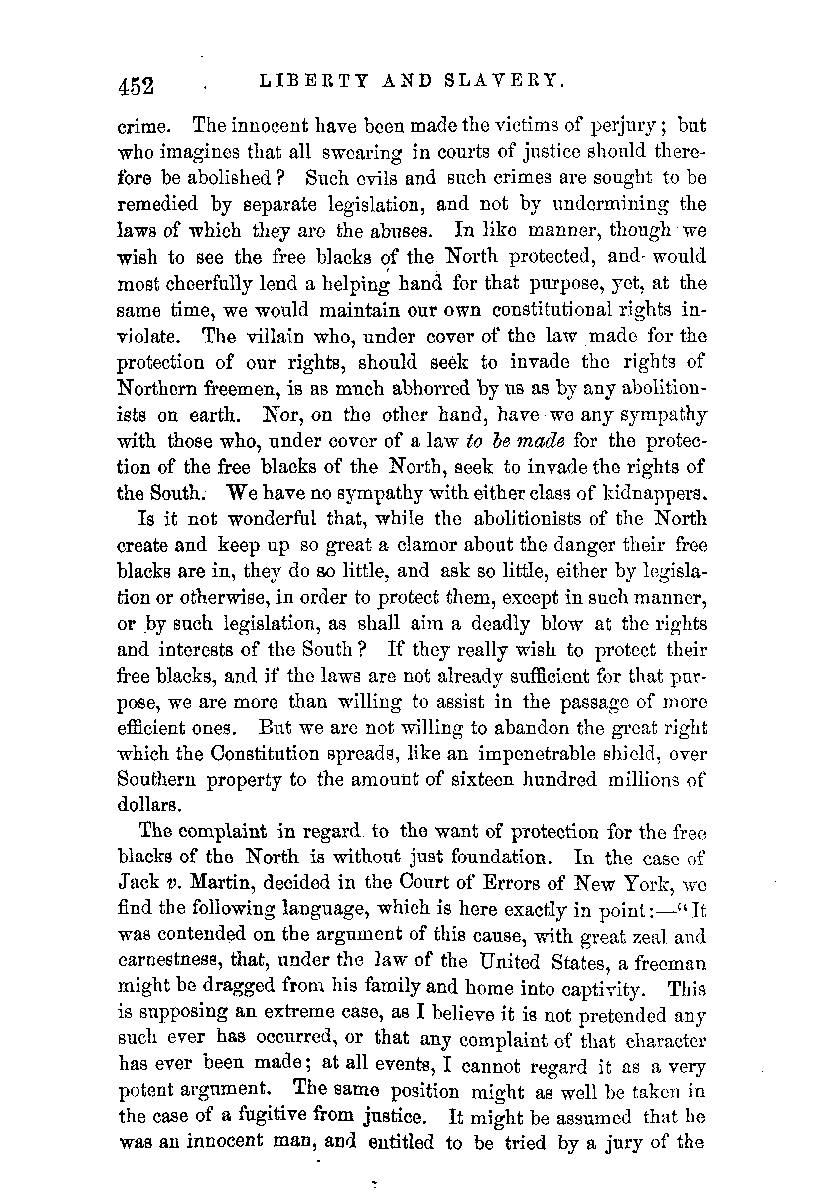 452 LIBERTY AND SLAVERY.
crime. The innocent have been made the victims of perjury; but
who imagines that all swearing in courts of justice should there-
fore be abolished? Such evils and such crimes are sought to be
remedied by separate legislation, and not by undermining the
laws of which they are the abuses. In like manner, though we
wish to see the free blacks of the North protected, and would
most cheerfully lend a helping hand for that purpose, yet, at the
same time, we would maintain our own constitutional rights in-
violate. The villain who, under cover of the law made for the
protection of our rights, should seek to invade the rights of
Northern freemen, is as much abhorred by us as by any abolition-
ists on earth. Nor, on the other hand, have we any sympathy
with those who, under cover of a law to be made for the protec-
tion of the free blacks of the North, seek to invade the rights of
the South. We have no sympathy with either class of kidnappers.
Is it not wonderful that, while the abolitionists of the North
create and keep up so great a clamor about the danger their free
blacks are in, they do so little, and ask so little, either by legisla-
tion or otherwise, in order to protect them, except in such manner,
or by such legislation, as shall aim a deadly blow at the rights
and interests of the South? If they really wish to protect their
free blacks, and if the laws are not already sufficient for that pur-
pose, we are more than willing to assist in the passage of more
efficient ones. But we are not willing to abandon the great right
which the Constitution spreads, like an impenetrable shield, over
Southern property to the amount of sixteen hundred millions of
dollars.
The complaint in regard to the want of protection for the free
blacks of the North is without just foundation. In the case of
Jack v. Martin, decided in the Court of Errors of New York, we
find the following language, which is here exactly in point:—“It
was contended on the argument of this cause, with great zeal and
earnestness, that, under the law of the United States, a freeman
might be dragged from his family and home into captivity. This
is supposing an extreme case, as I believe it is not pretended any
such ever has occurred, or that any complaint of that character
has ever been made; at all events, I cannot regard it as a very
potent argument. The same position might as well be taken in
the case of a fugitive from justice. It might be assumed that he
was an innocent man, and entitled to be tried by a jury of the